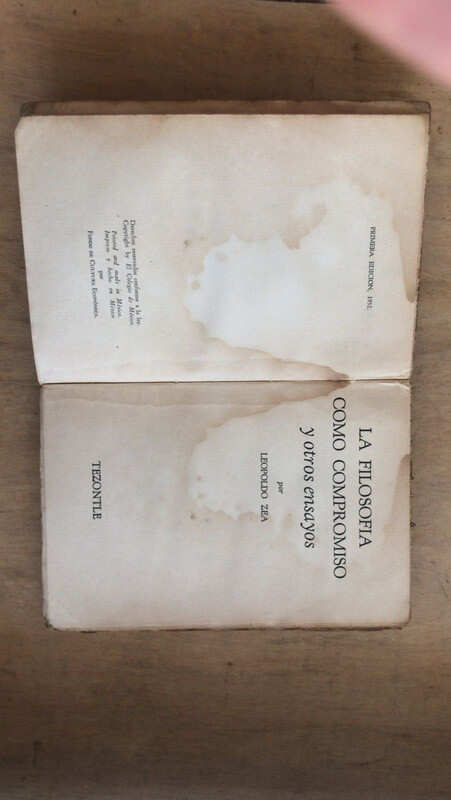 PRIMERA EDICION, 1952.
Derechos reservados conforme a la ley
Copyright by El Colegio de México
Printed and made in México
Impreso y hecho en México
por
FONDO DE CULTURA ECONÓMICA.
LA FILOSOFIA
COMO COMPROMISO
y otros ensayos
por
LEOPOLDO ZEA
TEZONTLE